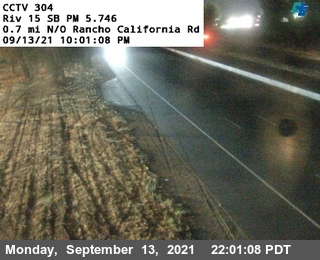 CCTV 304
Riv 15 SB PM 5.746
0.7 mi N/O Rancho California Rd
09/13/21 10:01:08 PM
Monday, September 13, 2021 22:01:08 PDT